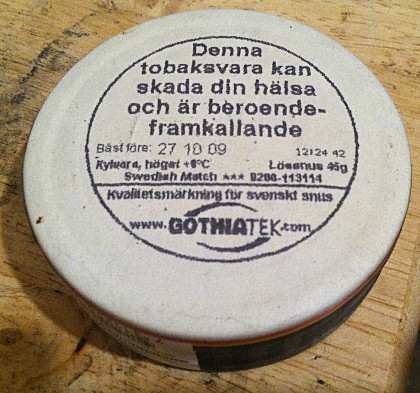 Denna
tobaksvara kan
skada din hälsa
och är beroende-
framkallande
Bäst före: 27 10 09
12124 42
Kylvara, högst +8°C Lössnus 45g
Swedish Match *** 0200-113114
Kvalitetsmärkning för svenskt snus
www.GOTHIATEK.com